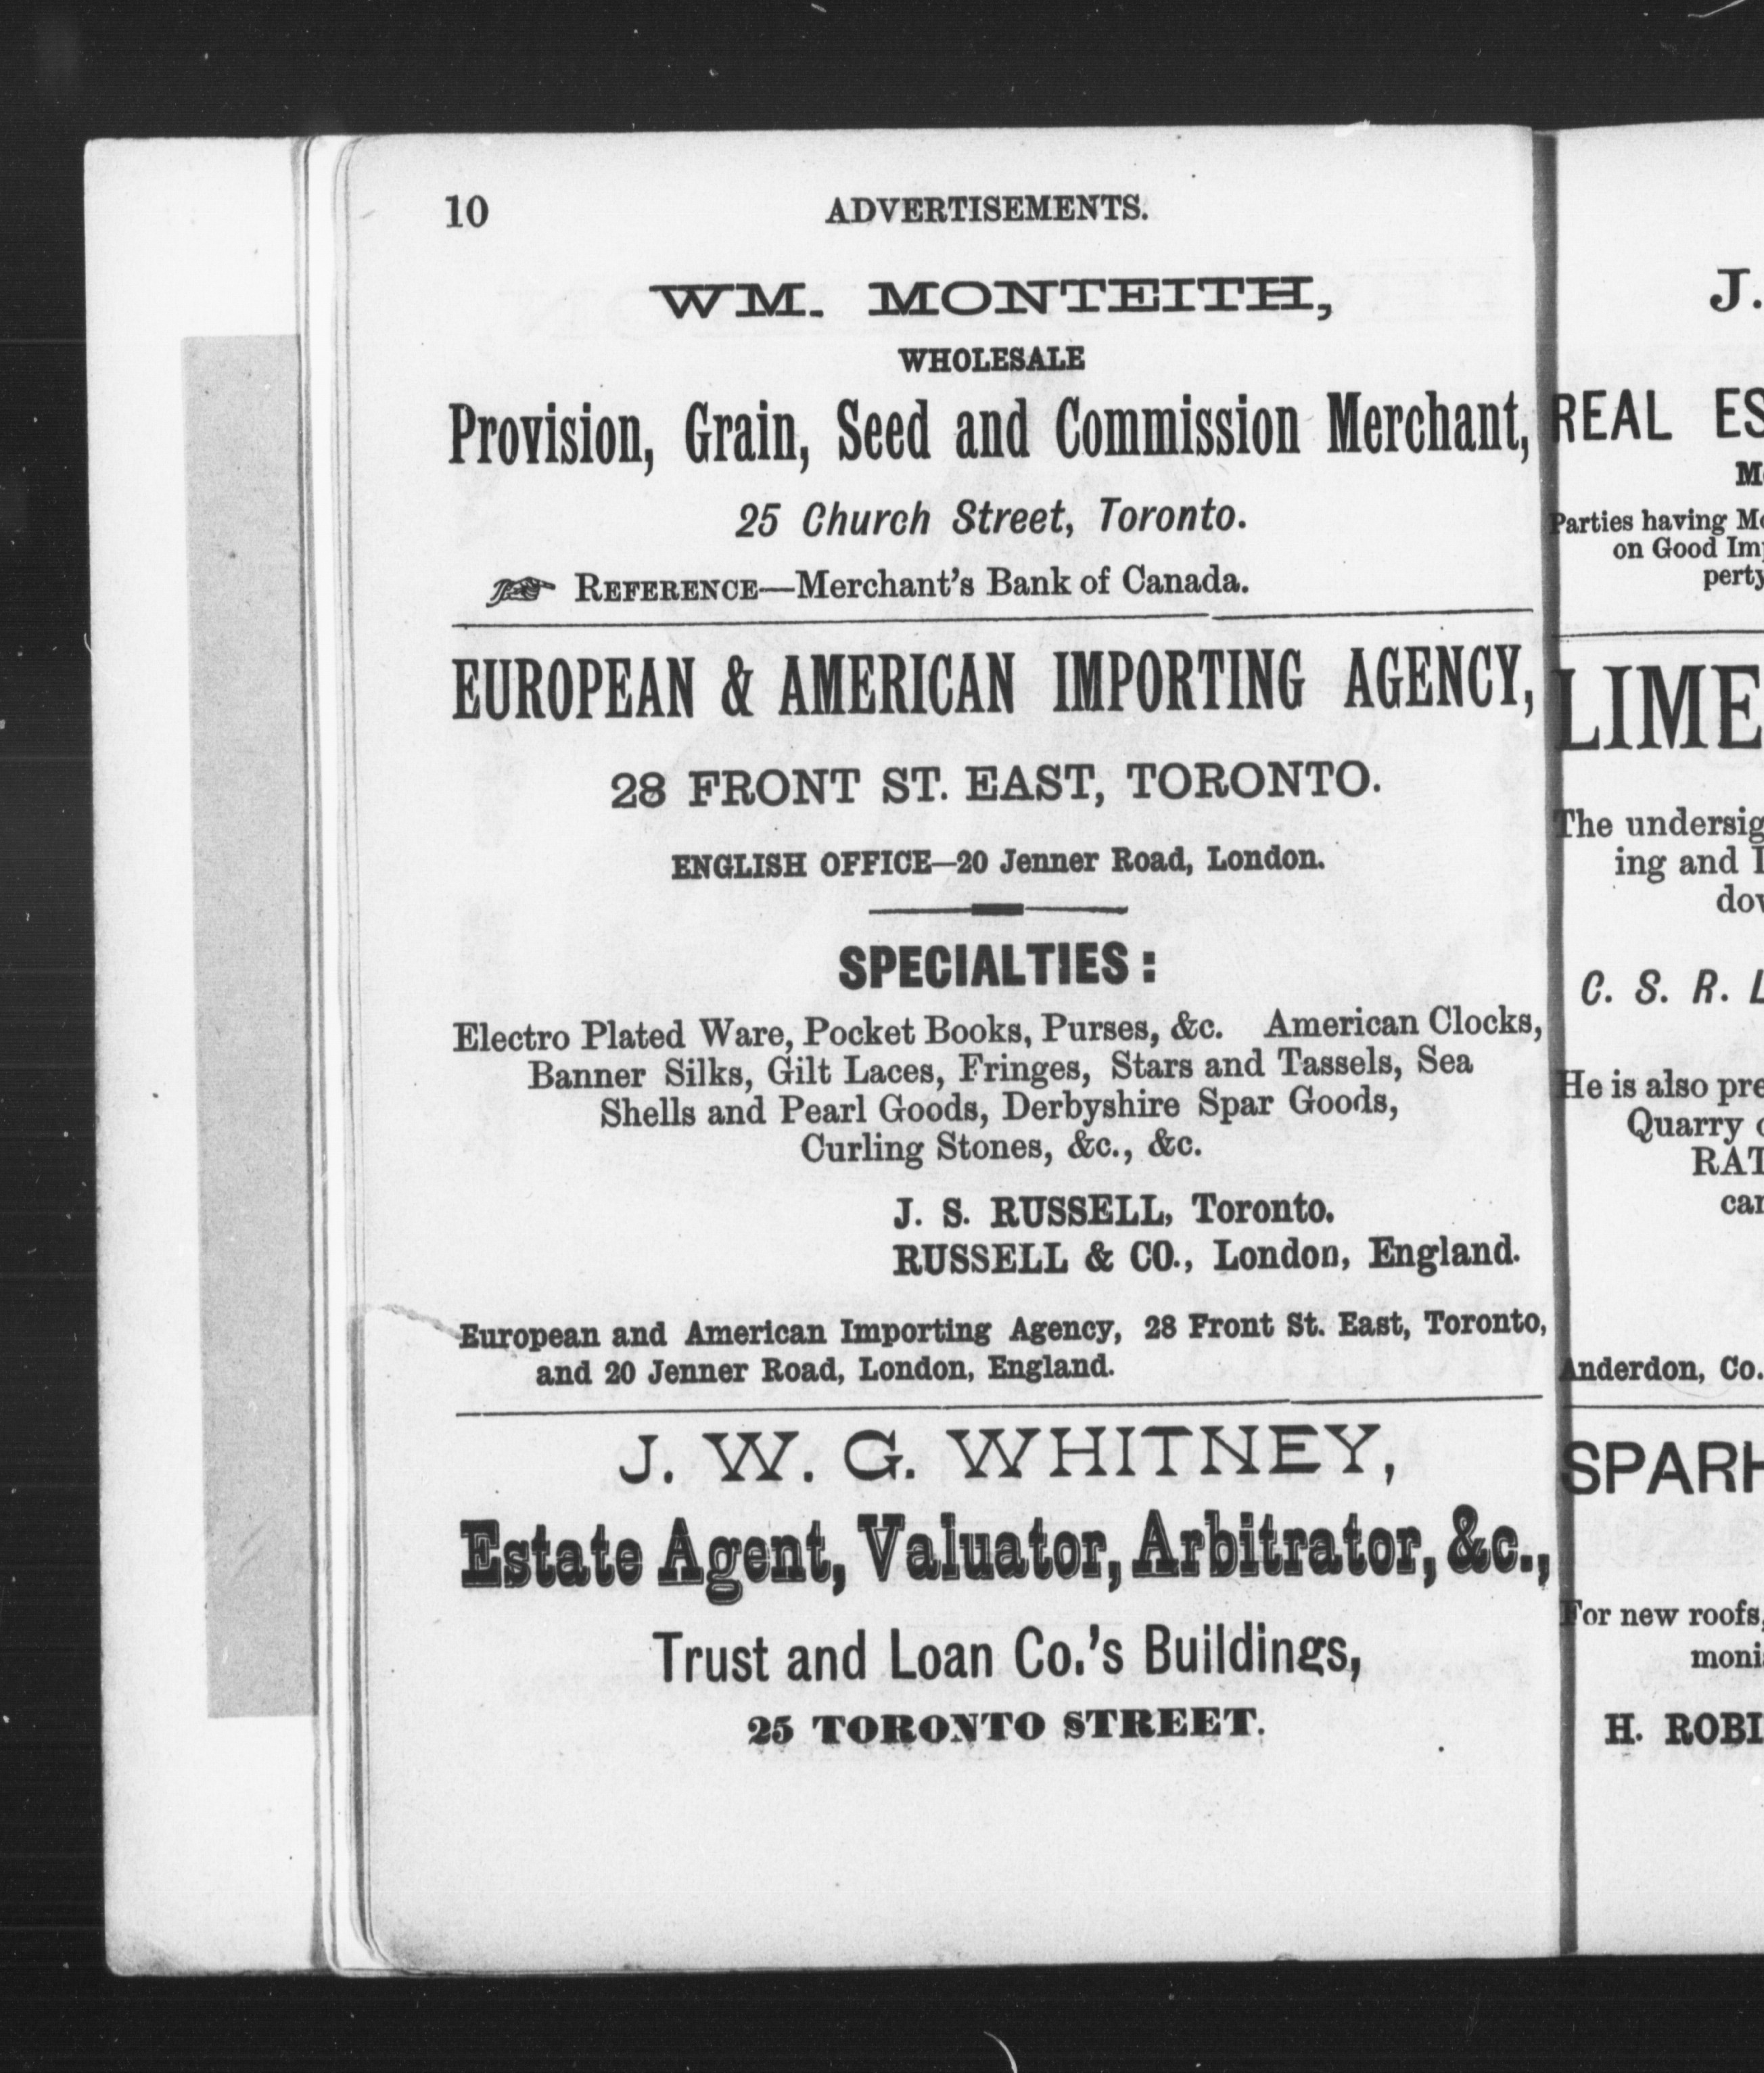 10 ADVERTISEMENTS.
WM. MONTEITH,
WHOLESALE
Provision, Grain, Seed and Commission Merchant,
25 Church Street, Toronto.
☞ REFERENCE—Merchant's Bank of Canada.
EUROPEAN & AMERICAN IMPORTING AGENCY,
28 FRONT ST. EAST, TORONTO.
ENGLISH OFFICE—20 Jenner Road, London.
SPECIALTIES:
Electro Plated Ware, Pocket Books, Purses, &c. American Clocks,
Banner Silks, Gilt Laces, Fringes, Stars and Tassels, Sea
Shells and Pearl Goods, Derbyshire Spar Goods,
Curling Stones, &c., &c.
J. S. RUSSELL, Toronto.
RUSSELL & CO., London, England.
European and American Importing Agency, 28 Front St. East, Toronto,
and 20 Jenner Road, London, England.
J. W. G. WHITNEY,
Estate Agent, Valuator, Arbitrator, &c.,
Trust and Loan Co.'s Buildings,
25 TORONTO STREET.
J.
REAL
Parties having
on Good
LIME
The
ing and
C. S. R.
He is also
Quarry
Anderdon, Co.
For new roofs,
H.